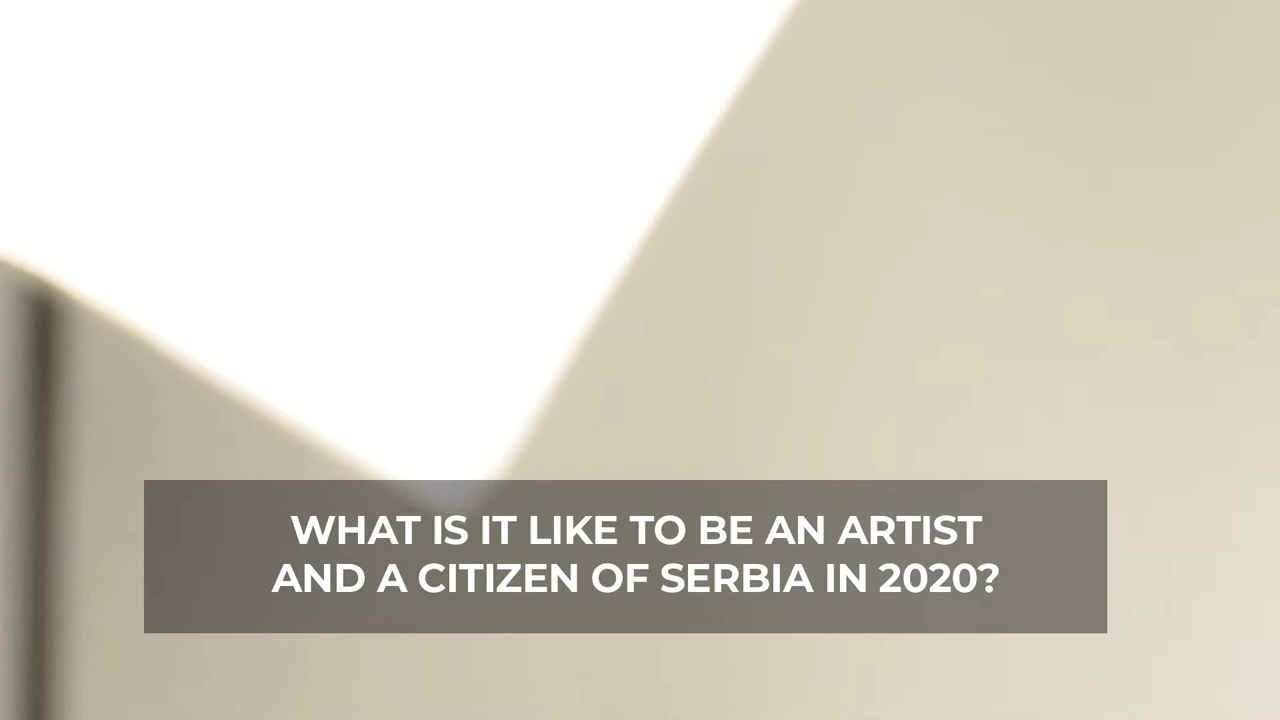 WHAT IS IT LIKE TO BE AN ARTIST
AND A CITIZEN OF SERBIA IN 2020?